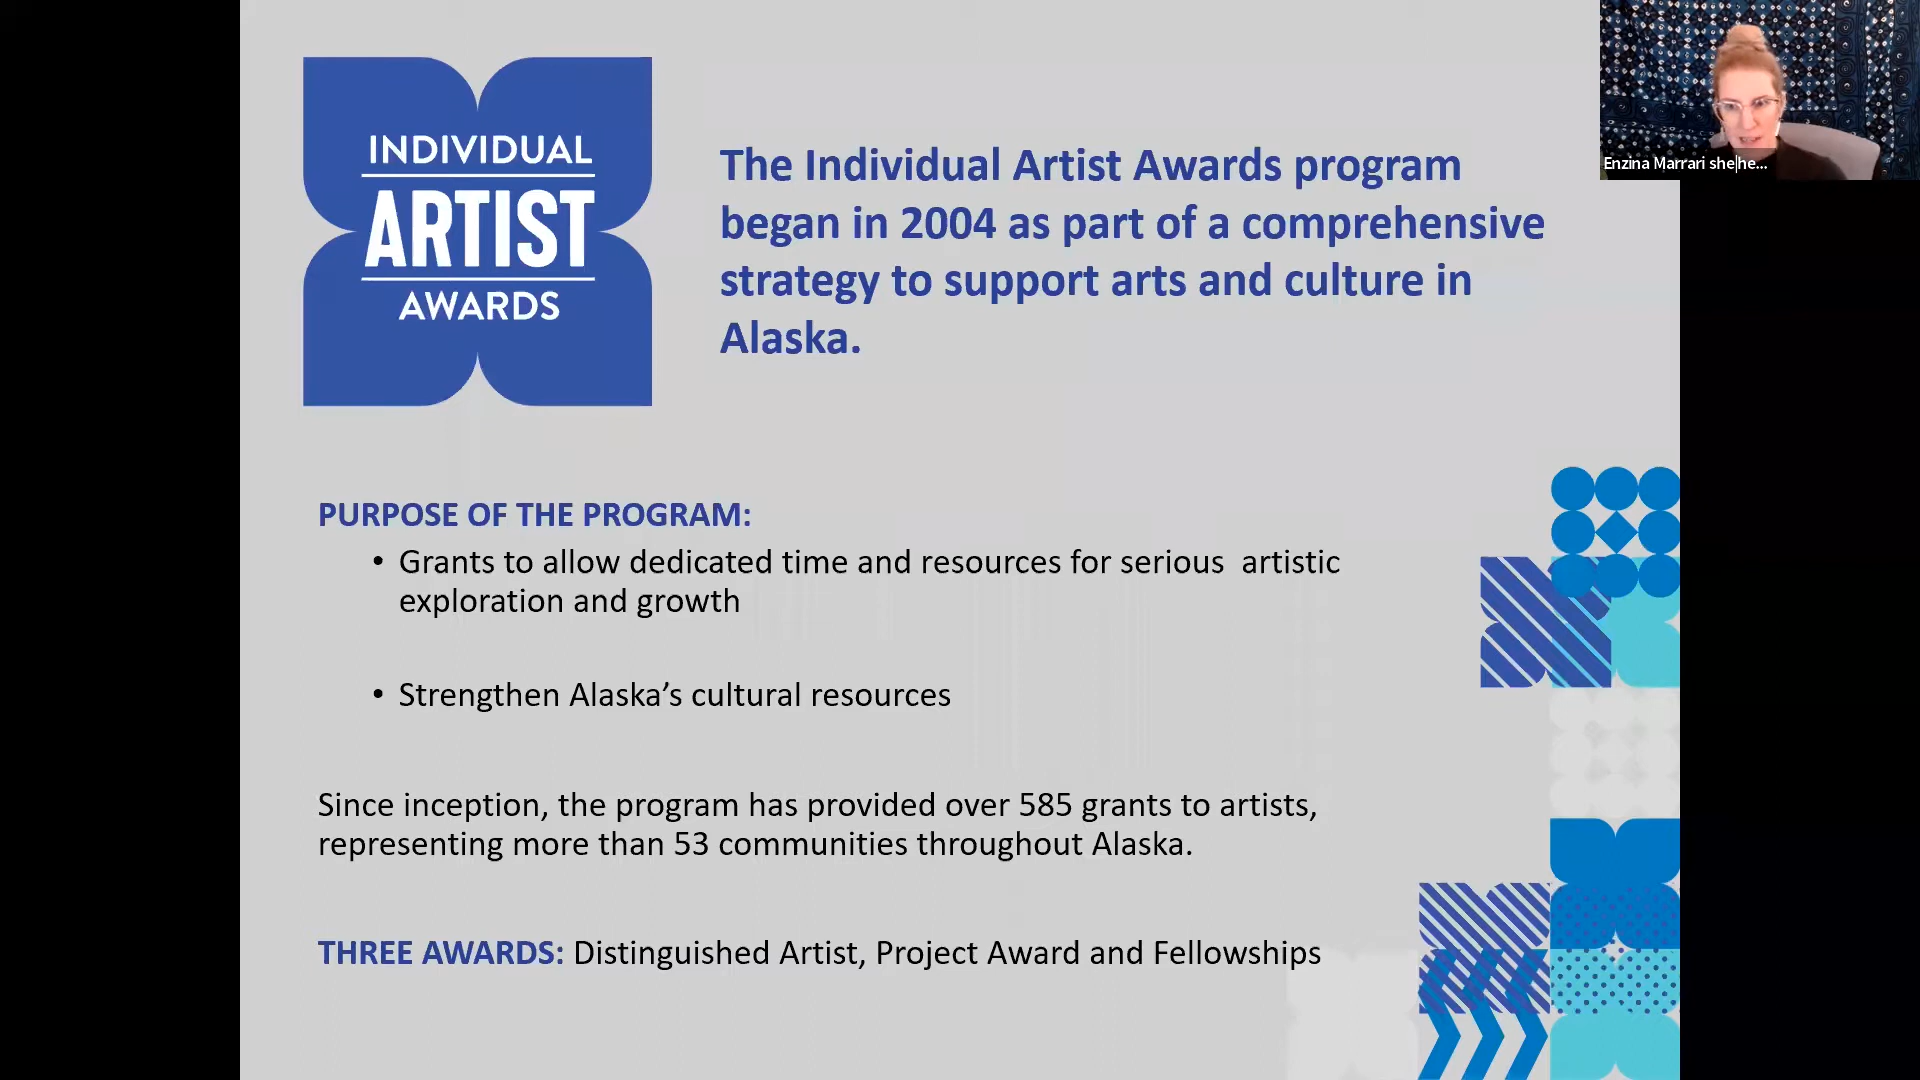 INDIVIDUAL
ARTIST
AWARDS
The Individual Artist Awards program
began in 2004 as part of a comprehensive
strategy to support arts and culture in
Alaska.
Enzina Marrari she|he...
PURPOSE OF THE PROGRAM:
• Grants to allow dedicated time and resources for serious artistic
exploration and growth
• Strengthen Alaska’s cultural resources
Since inception, the program has provided over 585 grants to artists,
representing more than 53 communities throughout Alaska.
THREE AWARDS: Distinguished Artist, Project Award and Fellowships